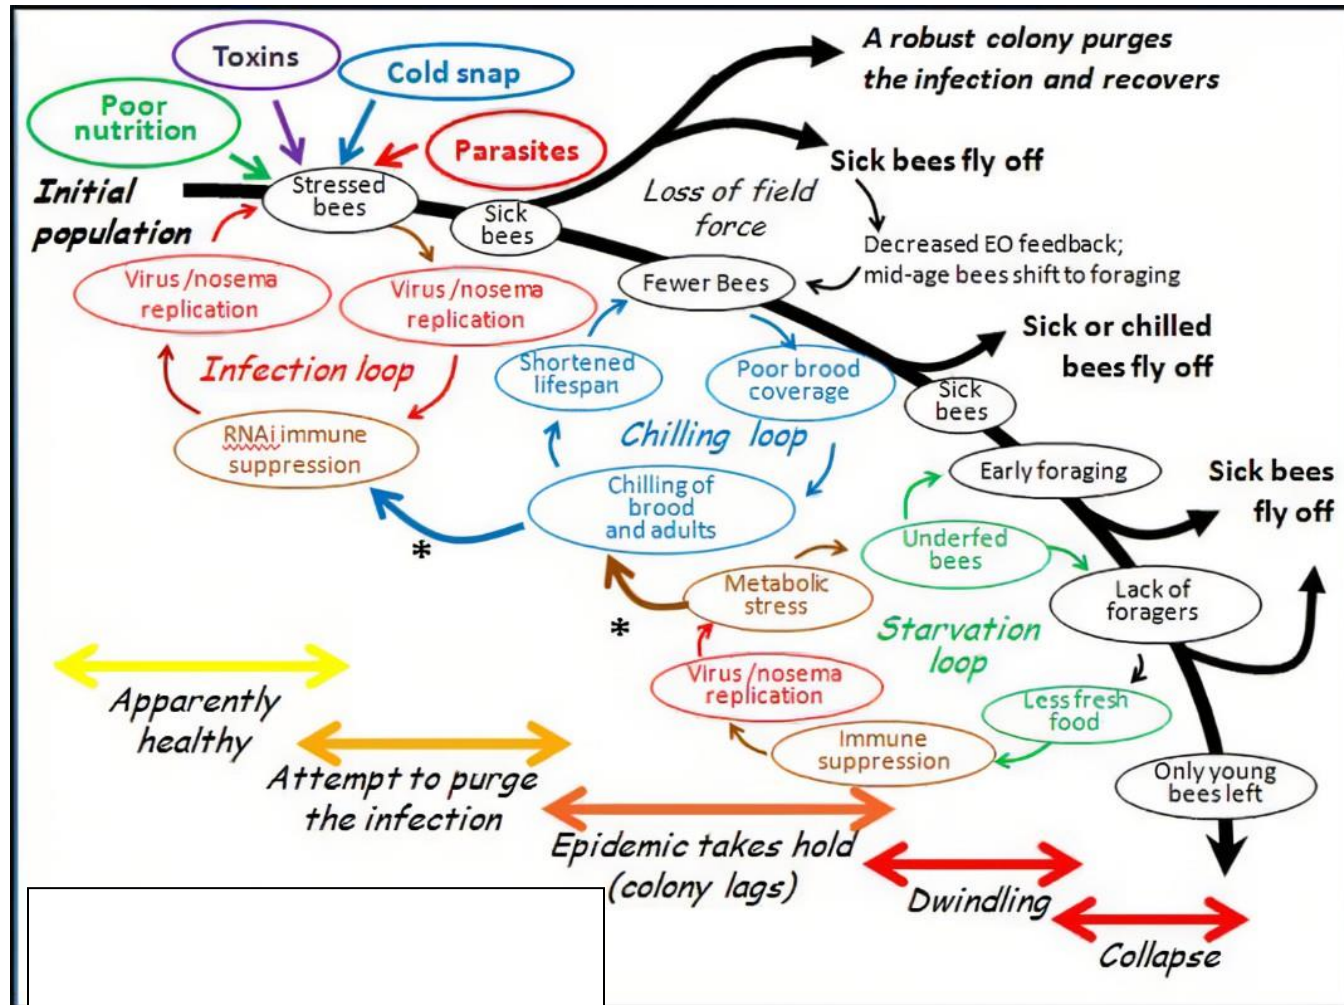 Toxins
Cold snap
Poor
nutrition
Parasites
A robust colony purges
the infection and recovers
Sick bees fly off
Initial
population
Stressed
bees
Sick
bees
Loss of field
force
Decreased EO feedback;
mid-age bees shift to foraging
Virus/nosema
replication
Virus/nosema
replication
Fewer Bees
Infection loop
Shortened
lifespan
Poor brood
coverage
Sick or chilled
bees fly off
Sick
bees
RNAi immune
suppression
Chilling loop
Chilling of
brood
and adults
Early foraging
Sick bees
fly off
*
Underfed
bees
Metabolic
stress
*
Lack of
foragers
Starvation
loop
Virus/nosema
replication
Less fresh
food
Immune
suppression
Only young
bees left
Apparently
healthy
Attempt to purge
the infection
Epidemic takes hold
(colony lags)
Dwindling
Collapse